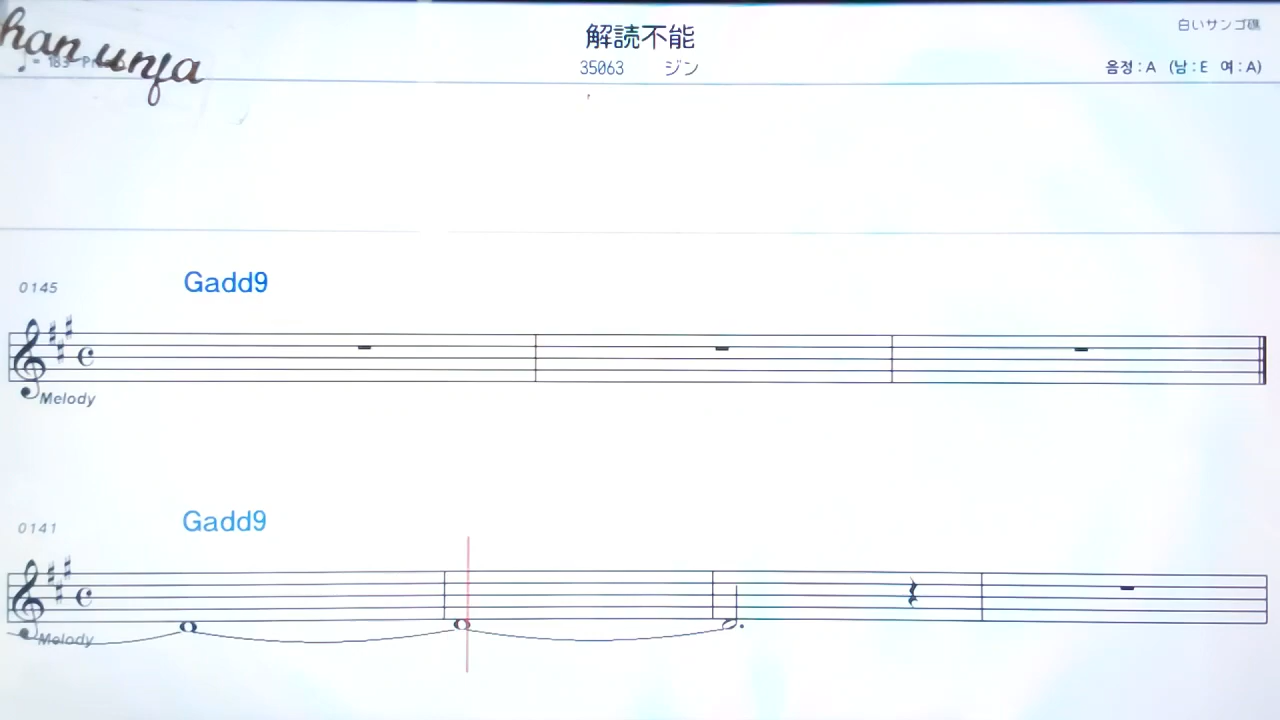 han unfa
解読不能
35063 ジン
白いサンゴ礁
음정 : A (남 : E 여 : A)
0145 Gadd9
Melody
0141 Gadd9
Melody